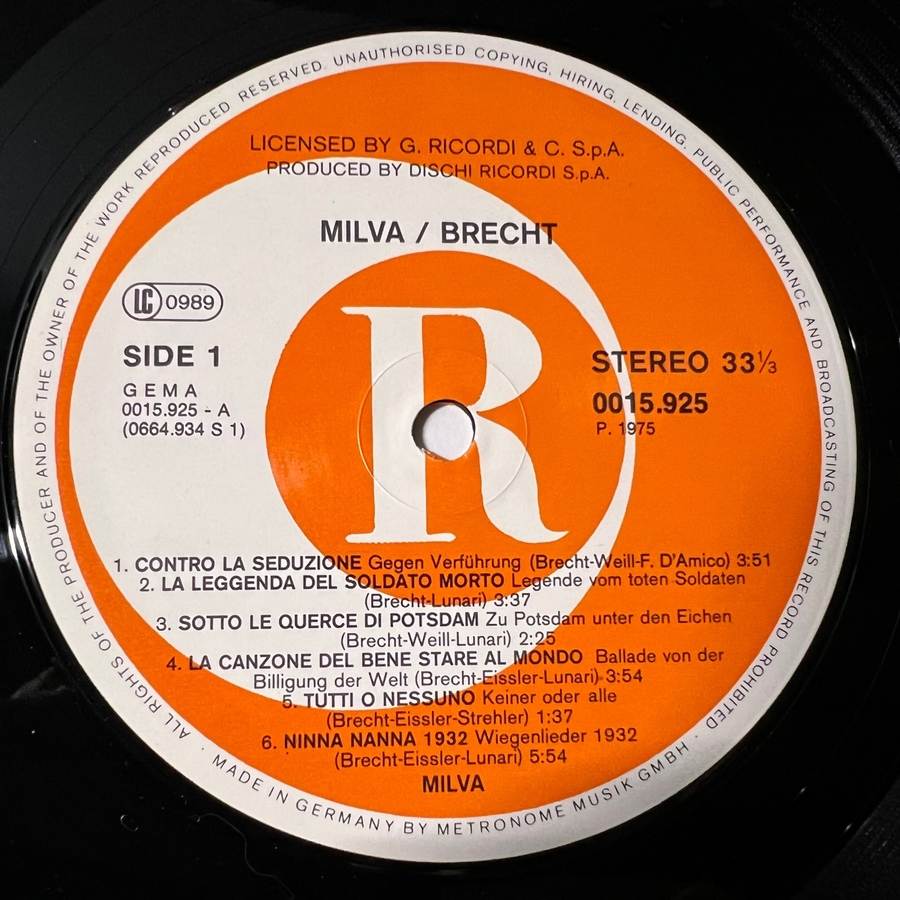 ALL RIGHTS OF THE PRODUCER AND OF THE OWNER OF THE WORK REPRODUCED RESERVED. UNAUTHORISED COPYING, HIRING, LENDING, PUBLIC PERFORMANCE AND BROADCASTING OF THIS RECORD PROHIBITED
LICENSED BY G. RICORDI & C. S.p.A.
PRODUCED BY DISCHI RICORDI S.p.A.
MILVA / BRECHT
LC 0989
SIDE 1
GEMA
0015.925 - A
(0664.934 S 1)
R
STEREO 33⅓
0015.925
P. 1975
1. CONTRO LA SEDUZIONE Gegen Verführung (Brecht-Weill-F. D'Amico) 3:51
2. LA LEGGENDA DEL SOLDATO MORTO Legende vom toten Soldaten
(Brecht-Lunari) 3:37
3. SOTTO LE QUERCE DI POTSDAM Zu Potsdam unter den Eichen
(Brecht-Weill-Lunari) 2:25
4. LA CANZONE DEL BENE STARE AL MONDO Ballade von der
Billigung der Welt (Brecht-Eissler-Lunari) 3:54
5. TUTTI O NESSUNO Keiner oder alle
(Brecht-Eissler-Strehler) 1:37
6. NINNA NANNA 1932 Wiegenlieder 1932
(Brecht-Eissler-Lunari) 5:54
MILVA
· MADE IN GERMANY BY METRONOME MUSIK GMBH ·